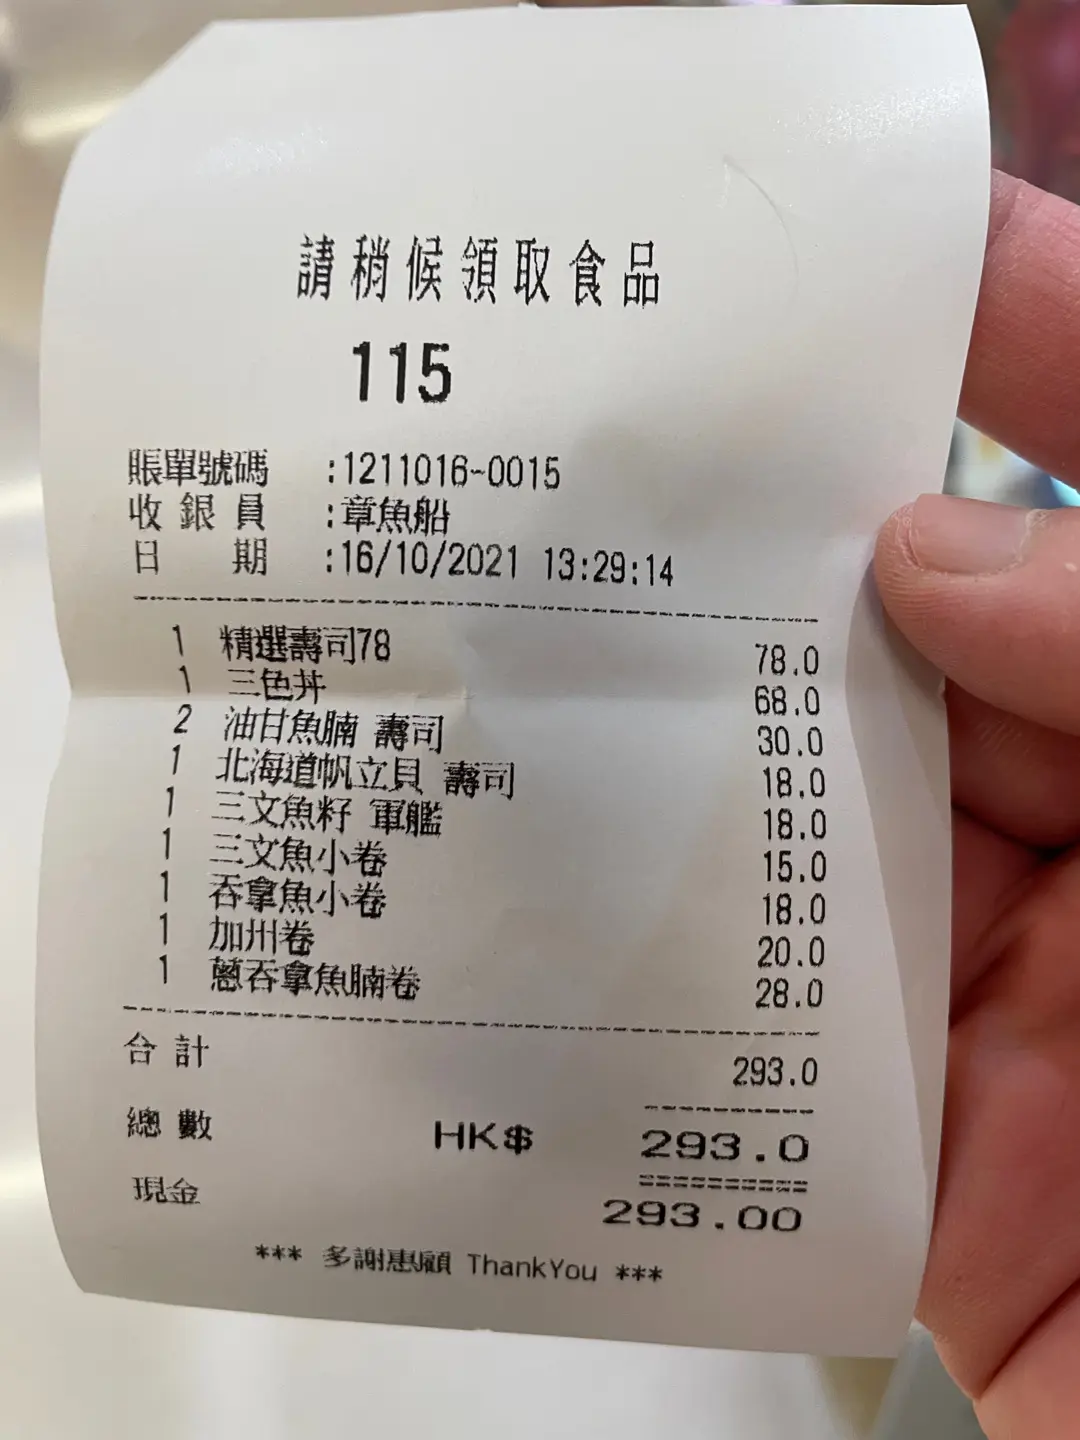 請稍候領取食品
115
賬單號碼 :1211016-0015
收銀員 :章魚船
日期 :16/10/2021 13:29:14
1 精選壽司78 78.0
1 三色丼 68.0
2 油甘魚腩 壽司 30.0
1 北海道帆立貝 壽司 18.0
1 三文魚籽 軍艦 18.0
1 三文魚小卷 15.0
1 吞拿魚小卷 18.0
1 加州卷 20.0
1 蔥吞拿魚腩卷 28.0
合計 293.0
總數 HK$ 293.0
現金 293.00
*** 多謝惠顧 ThankYou ***